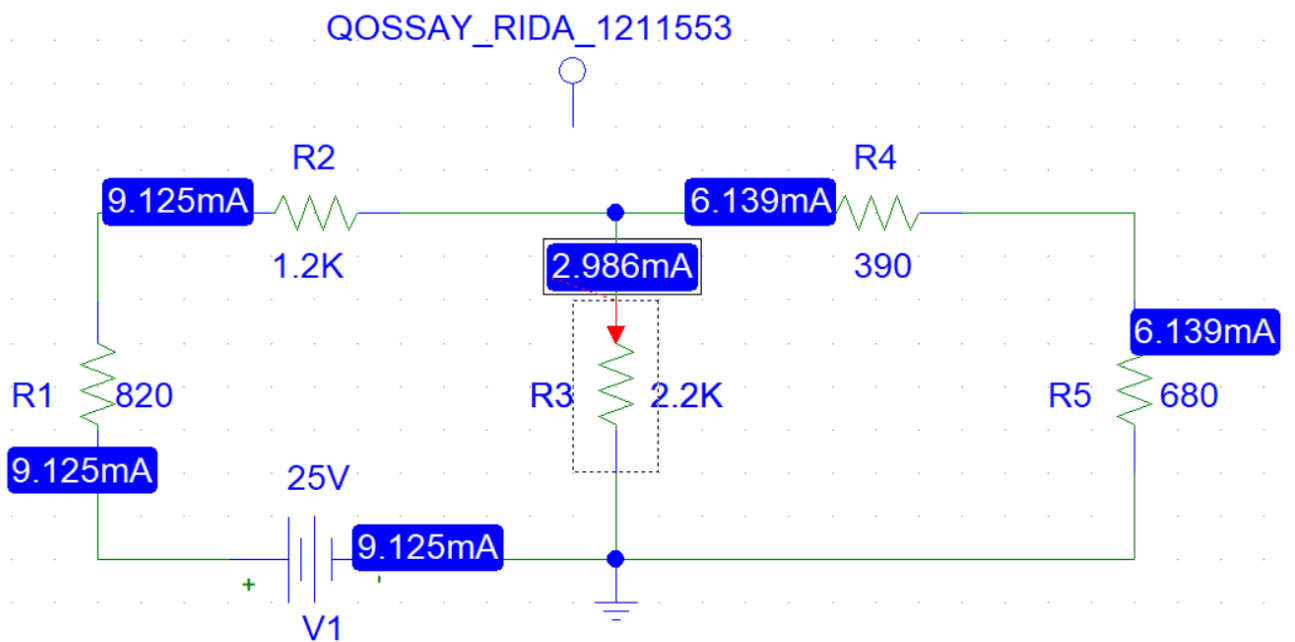 QOSSAY_RIDA_1211553
R2
R4
9.125mA
6.139mA
1.2K
2.986mA
390
6.139mA
R1
820
R3
2.2K
R5
680
9.125mA
25V
9.125mA
+
-
V1